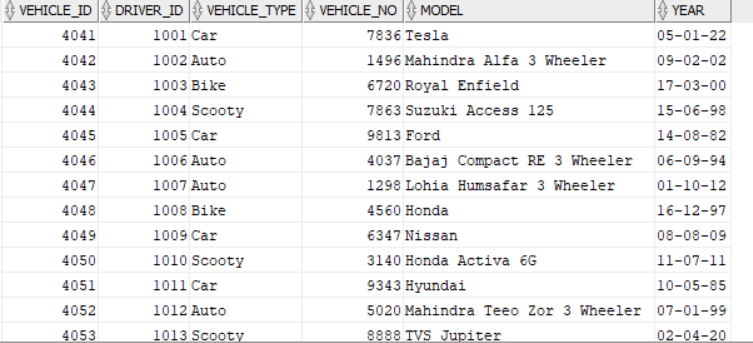 VEHICLE_ID DRIVER_ID VEHICLE_TYPE VEHICLE_NO MODEL YEAR
4041 1001 Car 7836 Tesla 05-01-22
4042 1002 Auto 1496 Mahindra Alfa 3 Wheeler 09-02-02
4043 1003 Bike 6720 Royal Enfield 17-03-00
4044 1004 Scooty 7863 Suzuki Access 125 15-06-98
4045 1005 Car 9813 Ford 14-08-82
4046 1006 Auto 4037 Bajaj Compact RE 3 Wheeler 06-09-94
4047 1007 Auto 1298 Lohia Humsafar 3 Wheeler 01-10-12
4048 1008 Bike 4560 Honda 16-12-97
4049 1009 Car 6347 Nissan 08-08-09
4050 1010 Scooty 3140 Honda Activa 6G 11-07-11
4051 1011 Car 9343 Hyundai 10-05-85
4052 1012 Auto 5020 Mahindra Teeo Zor 3 Wheeler 07-01-99
4053 1013 Scooty 8888 TVS Jupiter 02-04-20